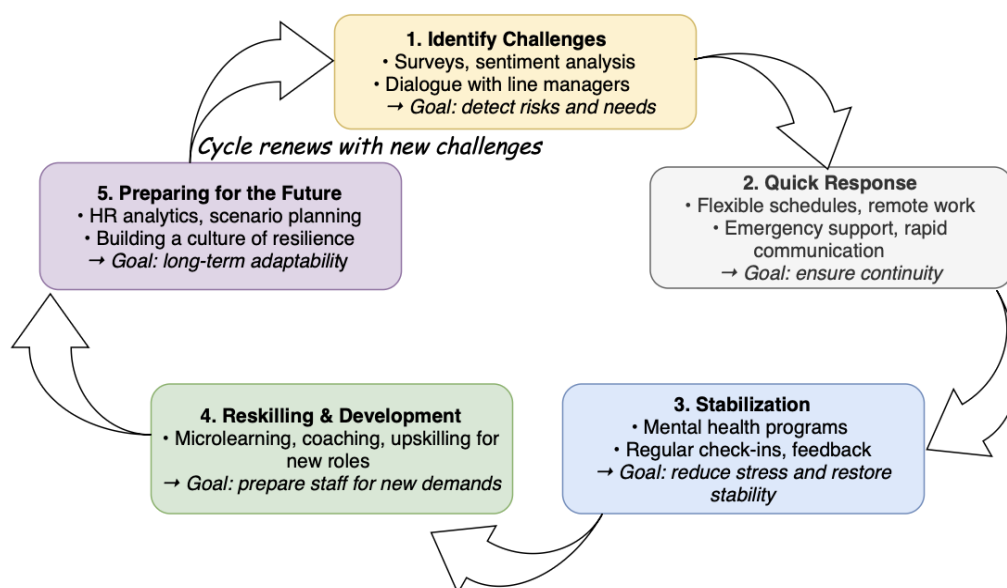 1. Identify Challenges
• Surveys, sentiment analysis
• Dialogue with line managers
→ Goal: detect risks and needs
Cycle renews with new challenges
2. Quick Response
• Flexible schedules, remote work
• Emergency support, rapid
communication
→ Goal: ensure continuity
3. Stabilization
• Mental health programs
• Regular check-ins, feedback
→ Goal: reduce stress and restore
stability
4. Reskilling & Development
• Microlearning, coaching, upskilling for
new roles
→ Goal: prepare staff for new demands
5. Preparing for the Future
• HR analytics, scenario planning
• Building a culture of resilience
→ Goal: long-term adaptability